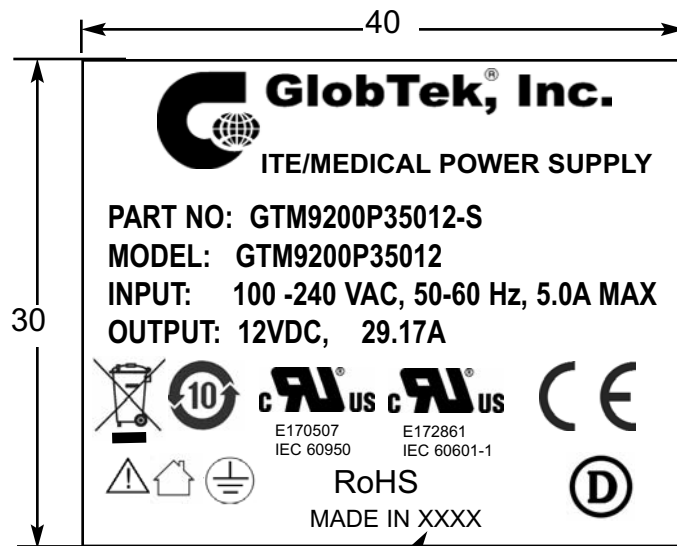 40
GlobTek,® Inc.
ITE/MEDICAL POWER SUPPLY
PART NO: GTM9200P35012-S
MODEL: GTM9200P35012
INPUT: 100 -240 VAC, 50-60 Hz, 5.0A MAX
30
OUTPUT: 12VDC, 29.17A
10
c RU® US c RU® US
CE
E170507
IEC 60950
E172861
IEC 60601-1
RoHS
D
MADE IN XXXX